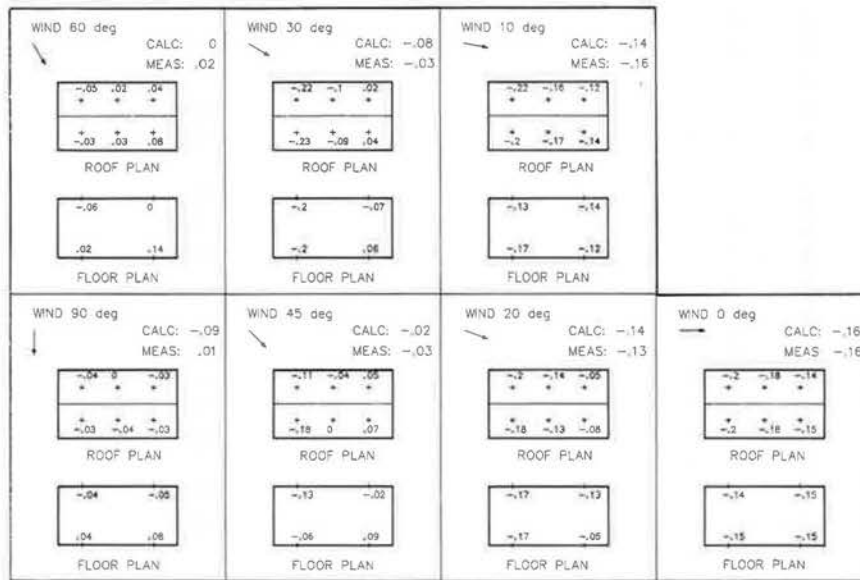 WIND 60 deg
CALC: 0
MEAS: .02
-.05 .02 .04
-.03 .03 .08
ROOF PLAN
-.06 0
.02 .14
FLOOR PLAN
WIND 30 deg
CALC: -.08
MEAS: -.03
-.22 -.1 .02
-.23 -.09 .04
ROOF PLAN
-.2 -.07
-.2 .06
FLOOR PLAN
WIND 10 deg
CALC: -.14
MEAS: -.16
-.22 -.16 -.12
-.2 -.17 -.14
ROOF PLAN
-.13 -.14
-.17 -.12
FLOOR PLAN
WIND 90 deg
CALC: -.09
MEAS: .01
-.04 0 -.03
-.03 -.04 -.03
ROOF PLAN
-.04 -.05
.04 .06
FLOOR PLAN
WIND 45 deg
CALC: -.02
MEAS: -.03
-.11 -.04 .05
-.18 0 .07
ROOF PLAN
-.13 -.02
-.06 .09
FLOOR PLAN
WIND 20 deg
CALC: -.14
MEAS: -.13
-.2 -.14 -.05
-.18 -.13 -.08
ROOF PLAN
-.17 -.13
-.17 -.05
FLOOR PLAN
WIND 0 deg
CALC: -.16
MEAS -.16
-.2 -.18 -.14
-.2 -.16 -.15
ROOF PLAN
-.14 -.15
-.15 -.15
FLOOR PLAN